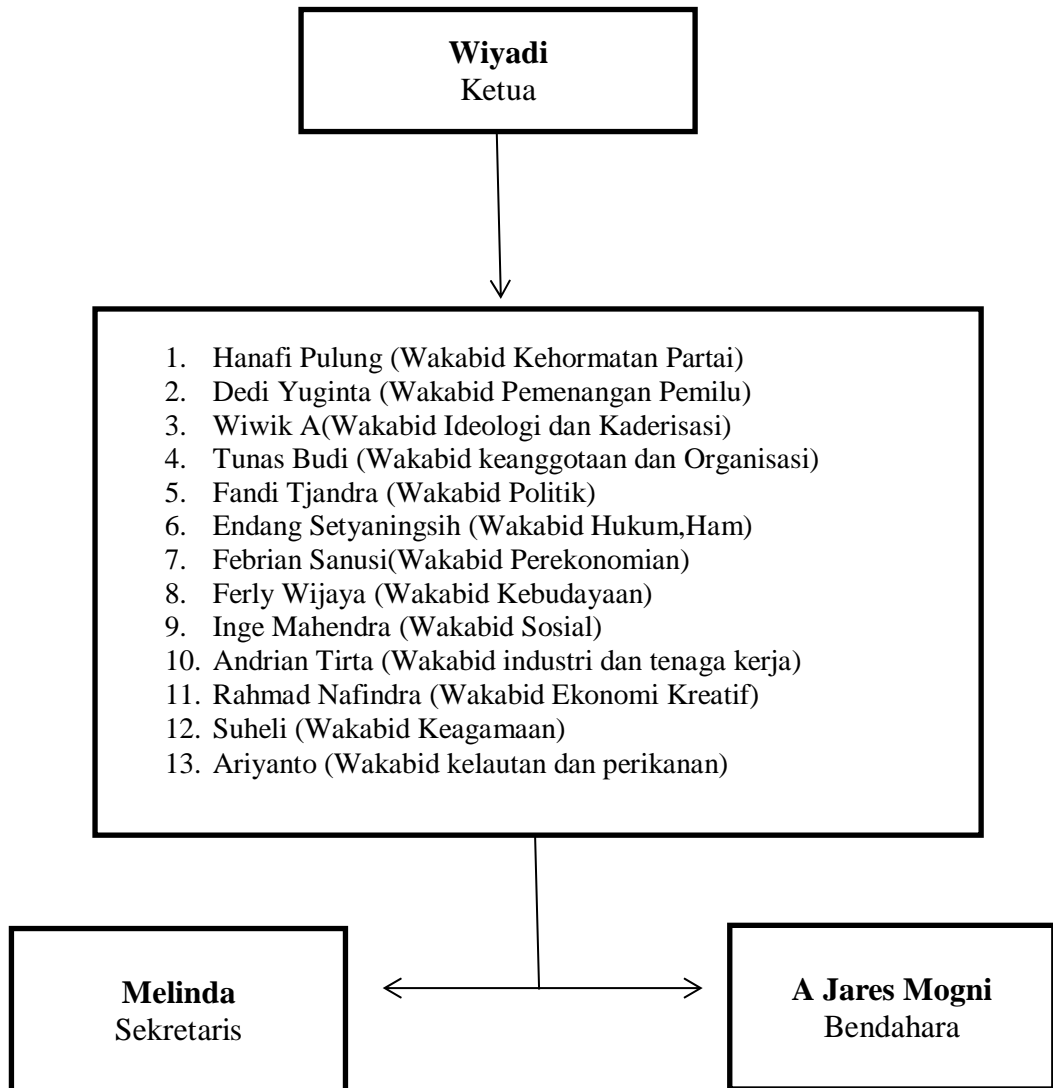 Wiyadi
Ketua
1. Hanafi Pulung (Wakabid Kehormatan Partai)
2. Dedi Yuginta (Wakabid Pemenangan Pemilu)
3. Wiwik A(Wakabid Ideologi dan Kaderisasi)
4. Tunas Budi (Wakabid keanggotaan dan Organisasi)
5. Fandi Tjandra (Wakabid Politik)
6. Endang Setyaningsih (Wakabid Hukum,Ham)
7. Febrian Sanusi(Wakabid Perekonomian)
8. Ferly Wijaya (Wakabid Kebudayaan)
9. Inge Mahendra (Wakabid Sosial)
10. Andrian Tirta (Wakabid industri dan tenaga kerja)
11. Rahmad Nafindra (Wakabid Ekonomi Kreatif)
12. Suheli (Wakabid Keagamaan)
13. Ariyanto (Wakabid kelautan dan perikanan)
Melinda
Sekretaris
A Jares Mogni
Bendahara